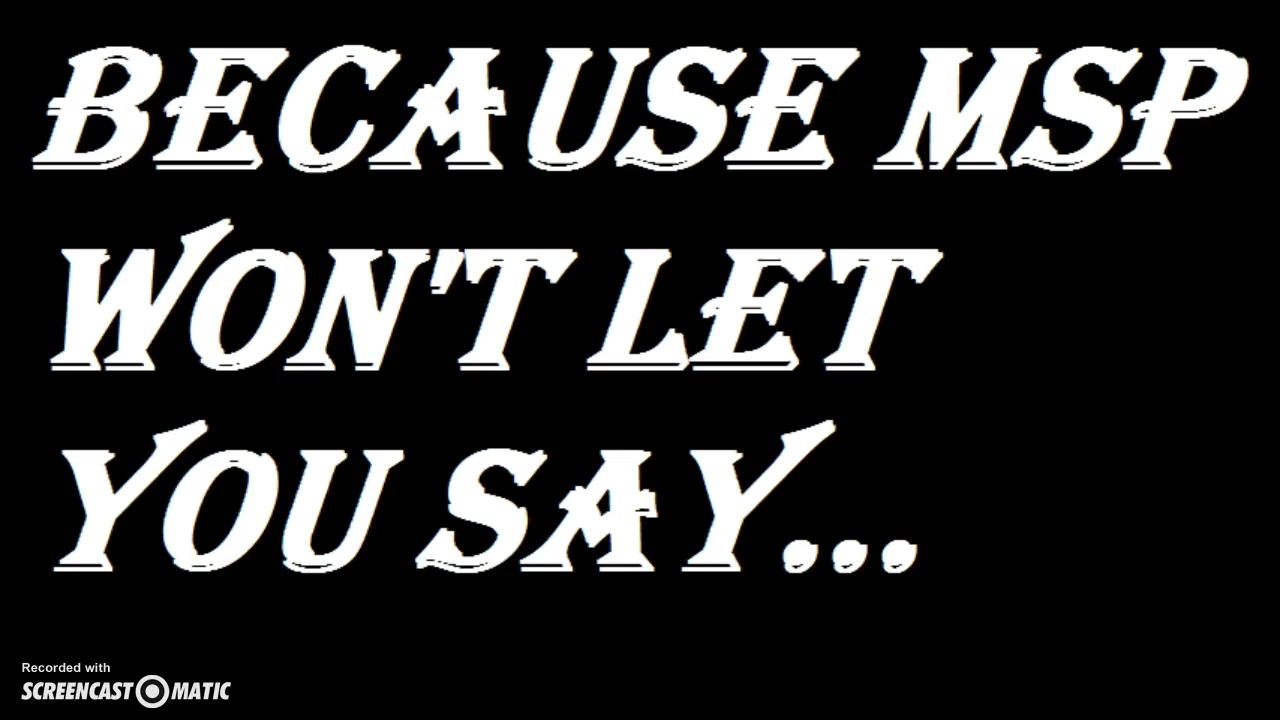 BECAUSE MSP
WON'T LET
YOU SAY...
Recorded with
SCREENCAST MATIC